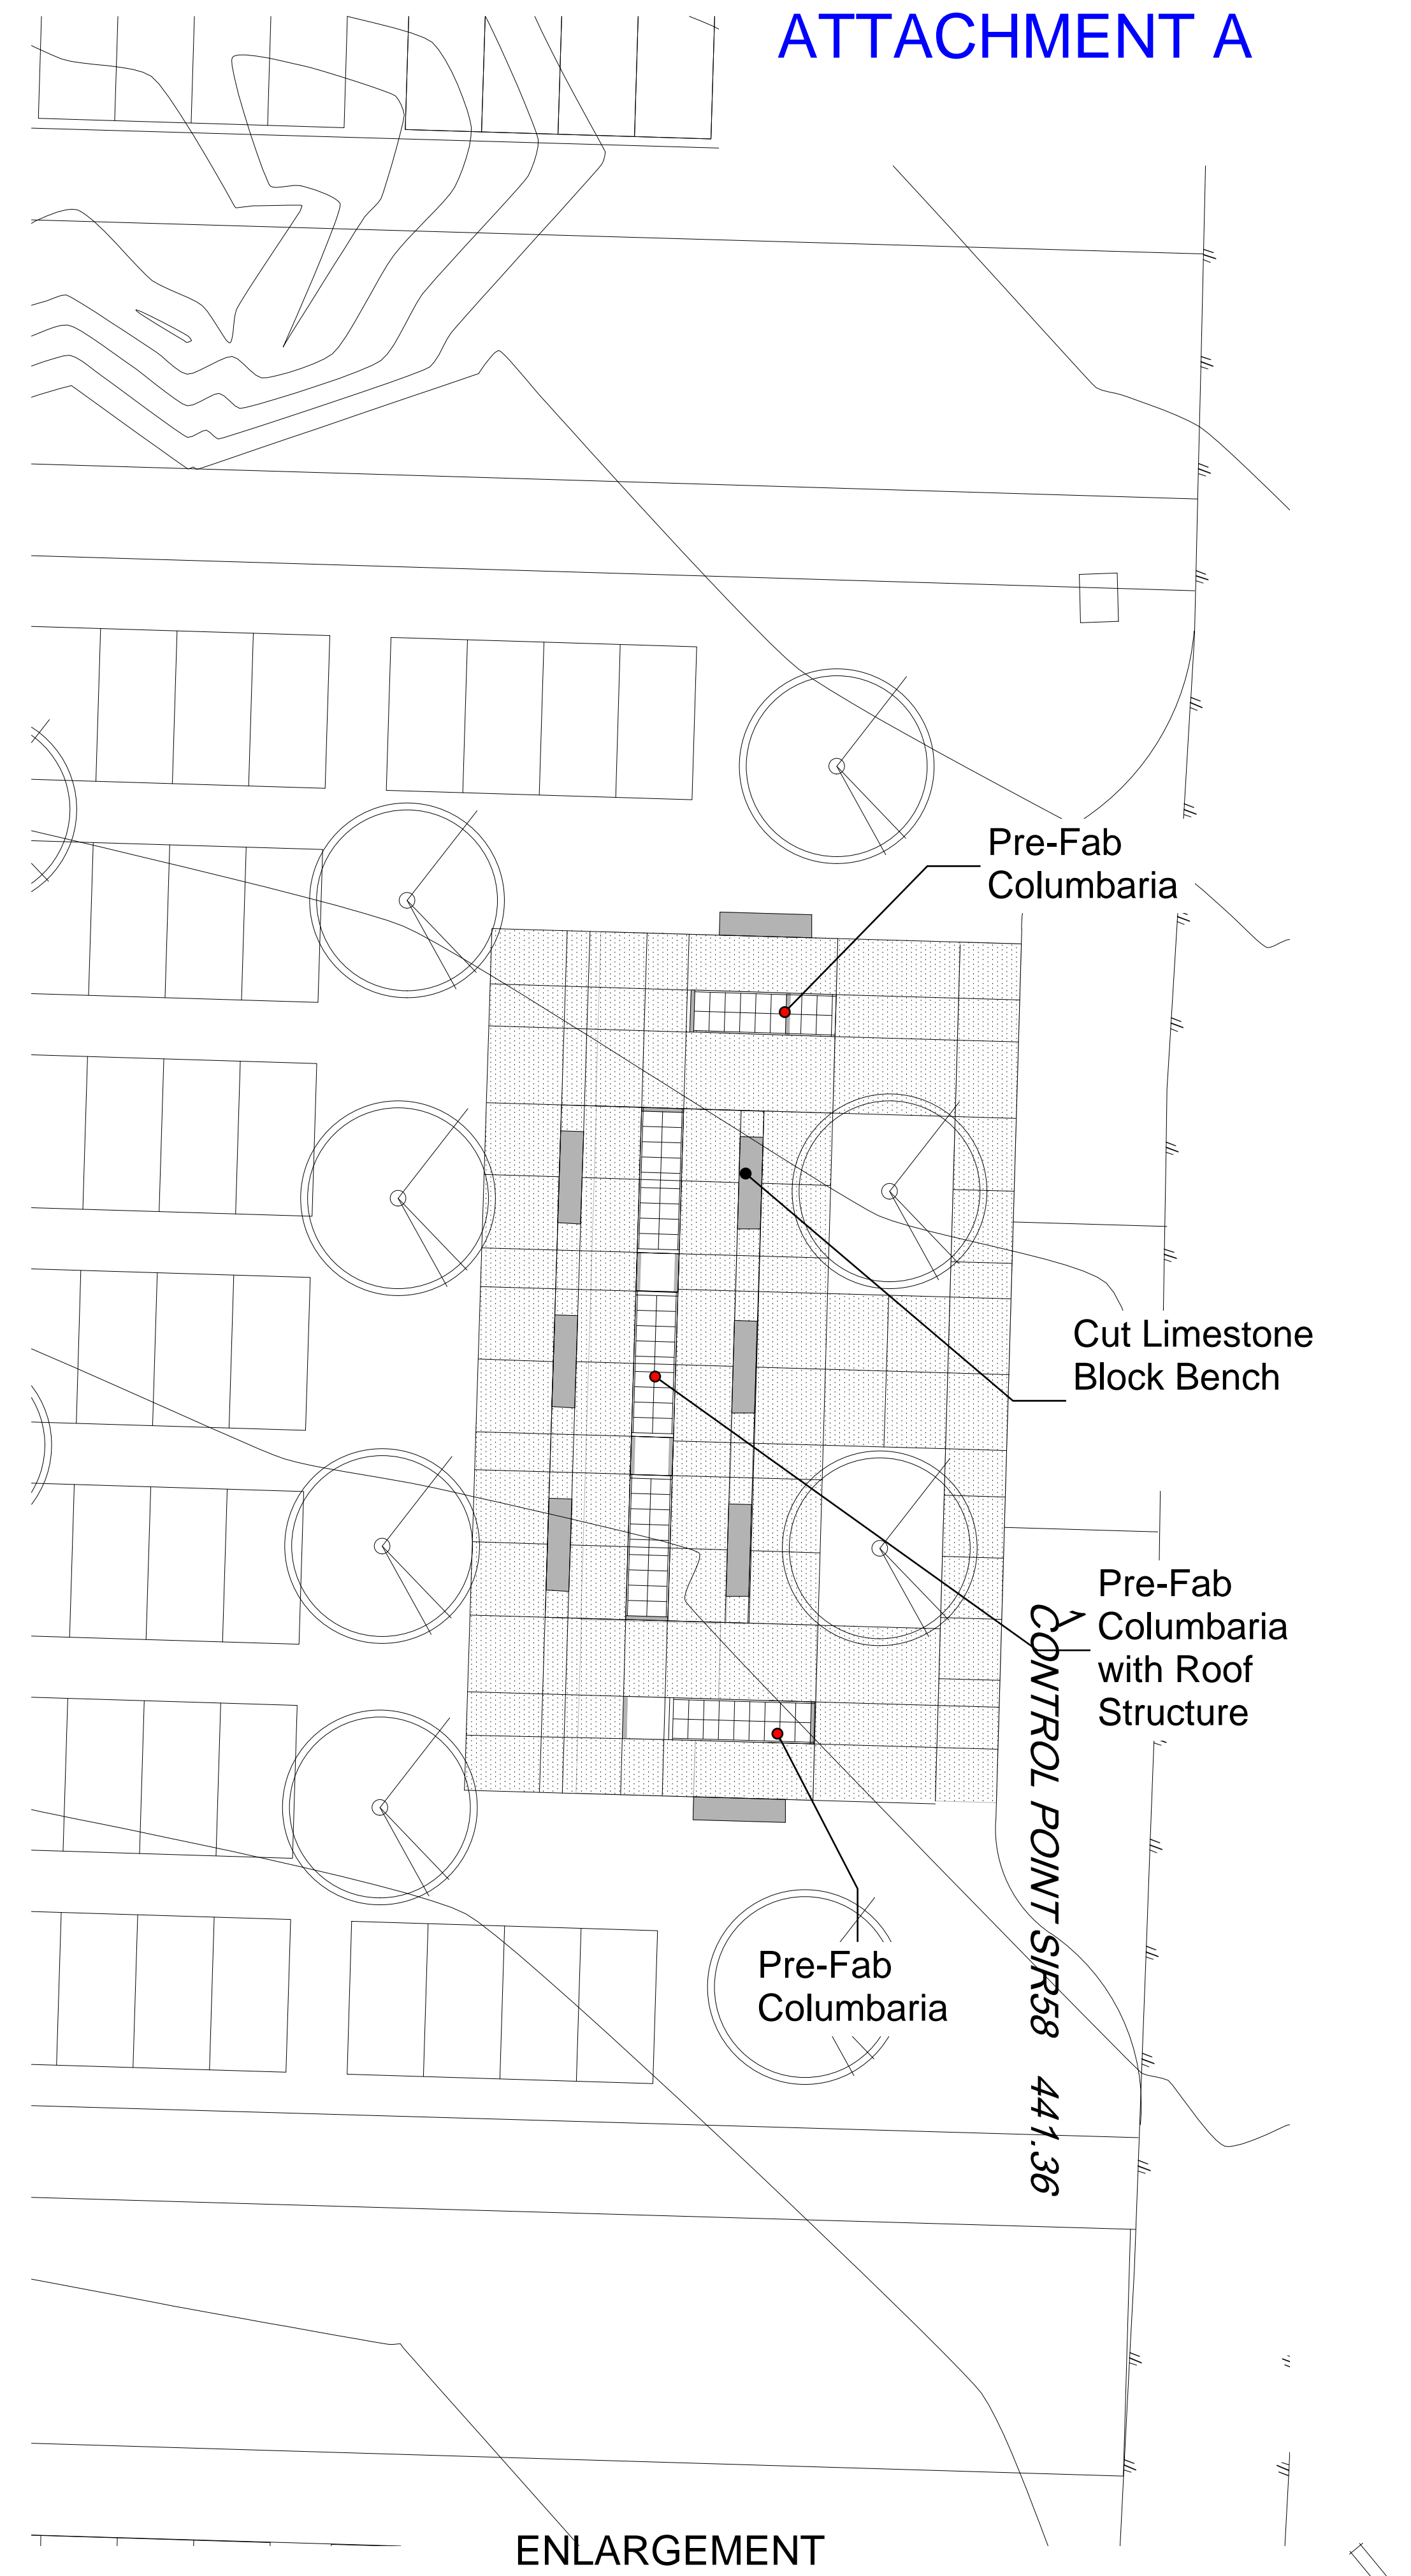 ATTACHMENT A
Pre-Fab
Columbaria
Cut Limestone
Block Bench
Pre-Fab
Columbaria
with Roof
Structure
1
CONTROL POINT SIR58 441.36
Pre-Fab
Columbaria
ENLARGEMENT